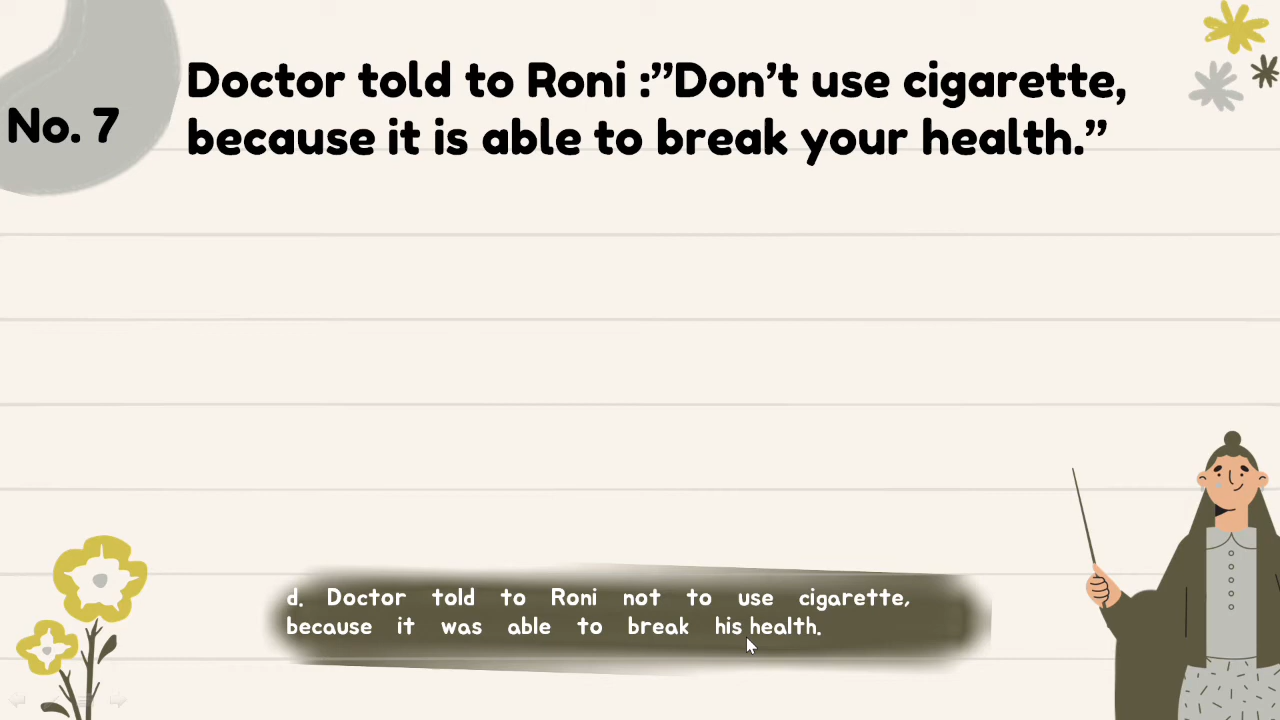 No. 7
Doctor told to Roni :”Don’t use cigarette,
because it is able to break your health.”
d. Doctor told to Roni not to use cigarette,
because it was able to break his health.